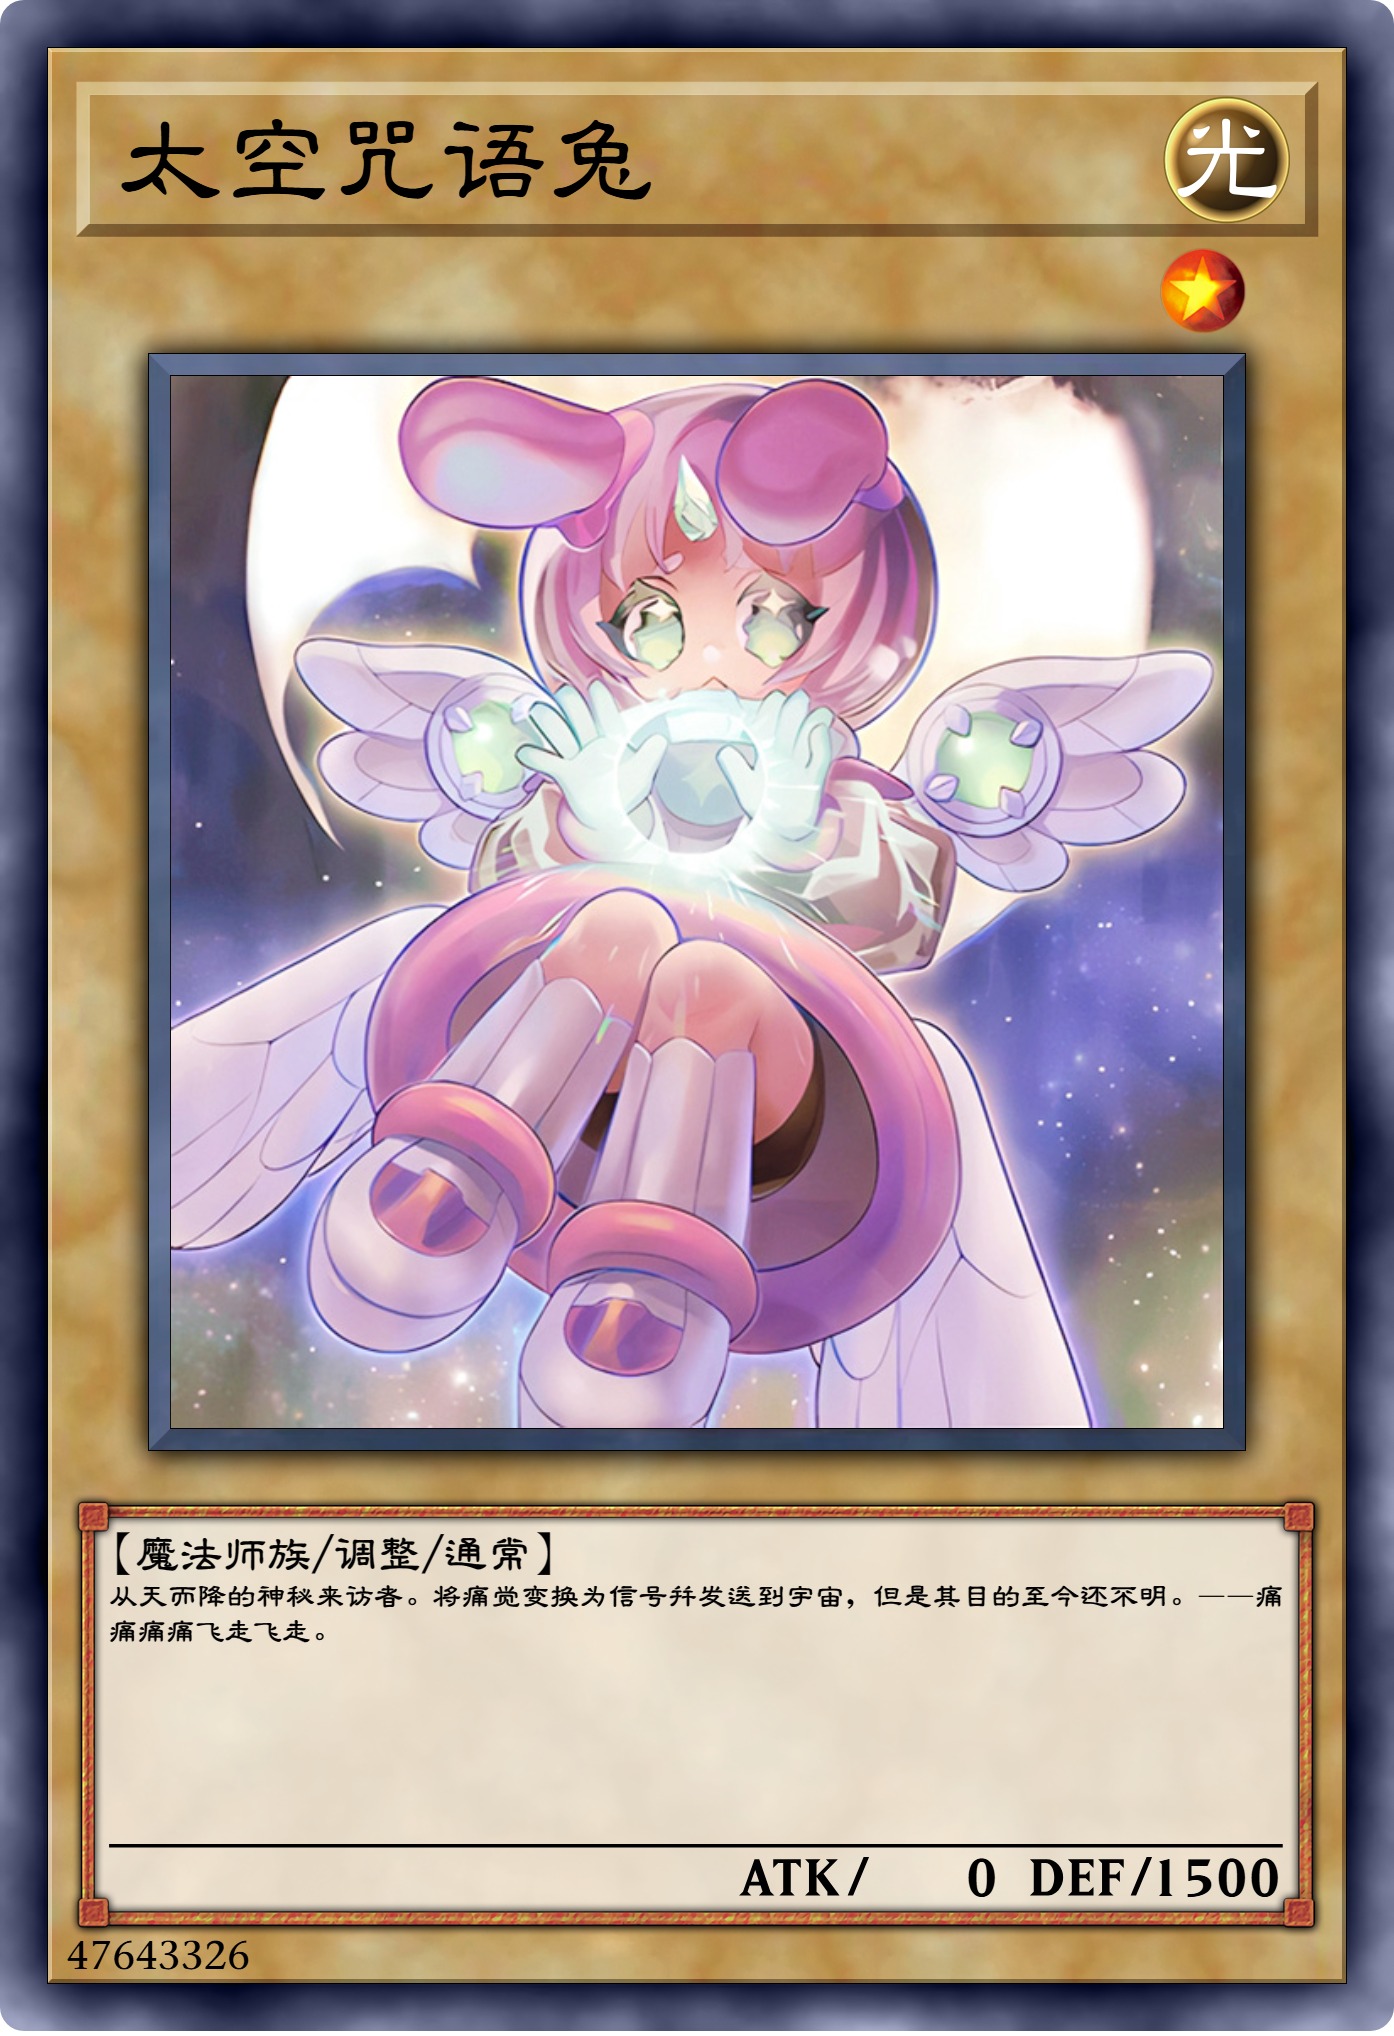 太空咒语兔
光
【魔法师族/调整/通常】
从天而降的神秘来访者。将痛觉变换为信号并发送到宇宙，但是其目的至今还不明。——痛
痛痛痛飞走飞走。
ATK/ 0 DEF/1500
47643326